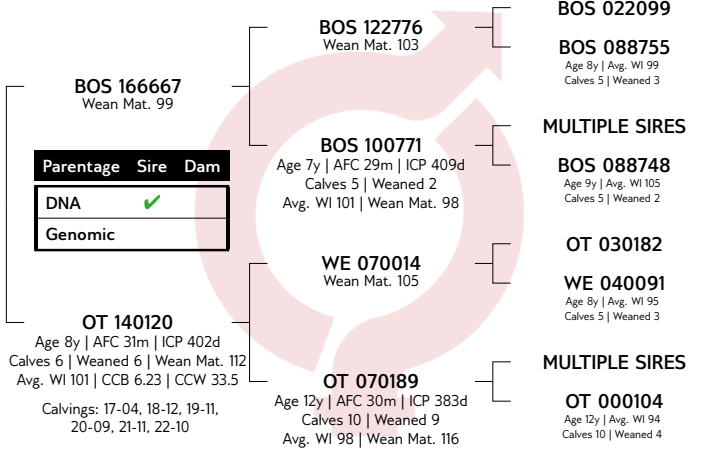 BOS 166667
Wean Mat. 99
Parentage Sire Dam
DNA ✔
Genomic
OT 140120
Age 8y | AFC 31m | ICP 402d
Calves 6 | Weaned 6 | Wean Mat. 112
Avg. WI 101 | CCB 6.23 | CCW 33.5
Calvings: 17-04, 18-12, 19-11,
20-09, 21-11, 22-10
BOS 122776
Wean Mat. 103
BOS 100771
Age 7y | AFC 29m | ICP 409d
Calves 5 | Weaned 2
Avg. WI 101 | Wean Mat. 98
WE 070014
Wean Mat. 105
OT 070189
Age 12y | AFC 30m | ICP 383d
Calves 10 | Weaned 9
Avg. WI 98 | Wean Mat. 116
BOS 022099
BOS 088755
Age 8y | Avg. WI 99
Calves 5 | Weaned 3
MULTIPLE SIRES
BOS 088748
Age 9y | Avg. WI 105
Calves 5 | Weaned 2
OT 030182
WE 040091
Age 8y | Avg. WI 95
Calves 5 | Weaned 3
MULTIPLE SIRES
OT 000104
Age 12y | Avg. WI 94
Calves 10 | Weaned 4